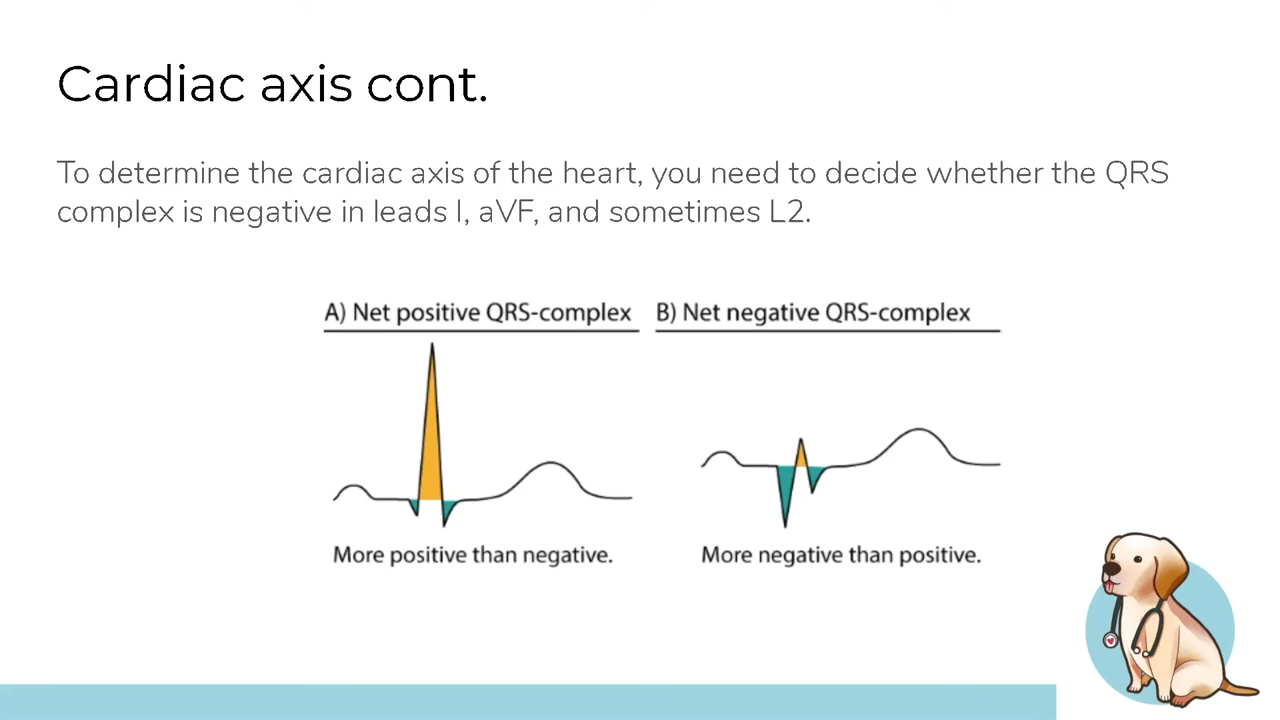 Cardiac axis cont.
To determine the cardiac axis of the heart, you need to decide whether the QRS
complex is negative in leads I, aVF, and sometimes L2.
A) Net positive QRS-complex
B) Net negative QRS-complex
More positive than negative.
More negative than positive.